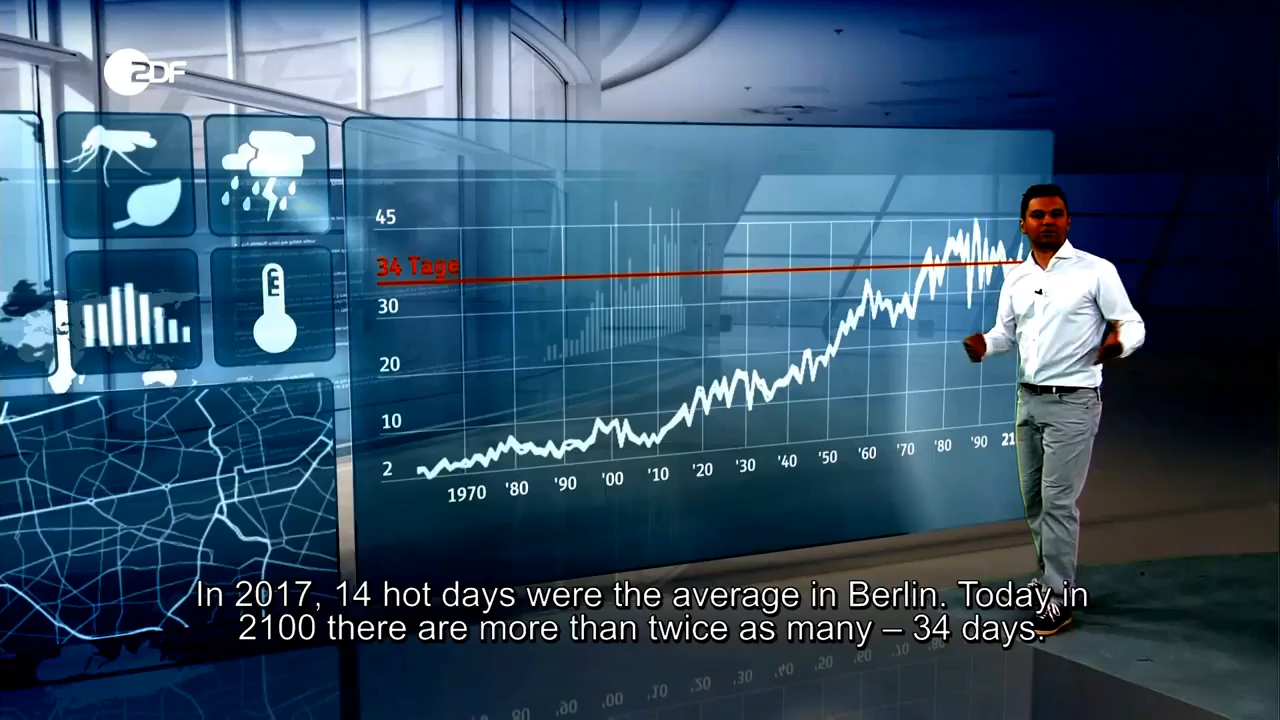 ZDF
45
34 Tage
30
20
10
2
1970 '80 '90 '00 '10 '20 '30 '40 '50 '60 '70 '80 '90 21
E
In 2017, 14 hot days were the average in Berlin. Today in
2100 there are more than twice as many – 34 days.